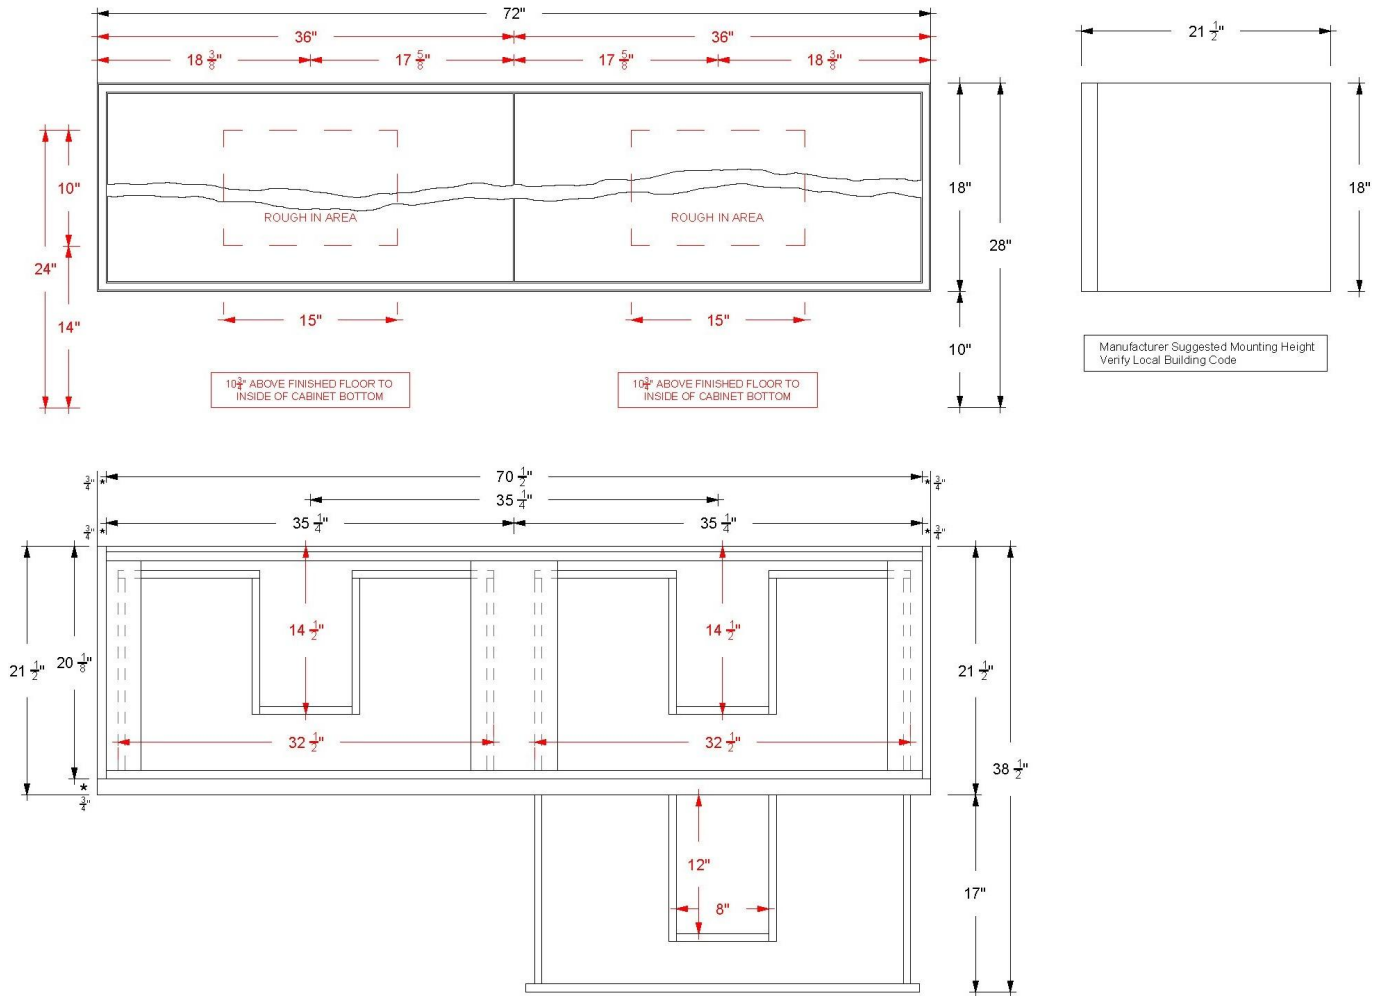 72"
36" 36"
18 3/8" 17 5/8" 17 5/8" 18 3/8"
21 1/2"
10" 18" 18"
ROUGH IN AREA ROUGH IN AREA
28"
24"
15" 15"
14"
10"
Manufacturer Suggested Mounting Height
Verify Local Building Code
10 3/4" ABOVE FINISHED FLOOR TO
INSIDE OF CABINET BOTTOM
10 3/4" ABOVE FINISHED FLOOR TO
INSIDE OF CABINET BOTTOM
3/4" * 70 1/2" * 3/4"
35 1/4"
3/4" * 35 1/4" 35 1/4" * 3/4"
14 1/2" 14 1/2"
21 1/2" 20 1/8" 21 1/2"
32 1/2" 32 1/2"
38 1/2"
*
3/4"
12"
17"
8"